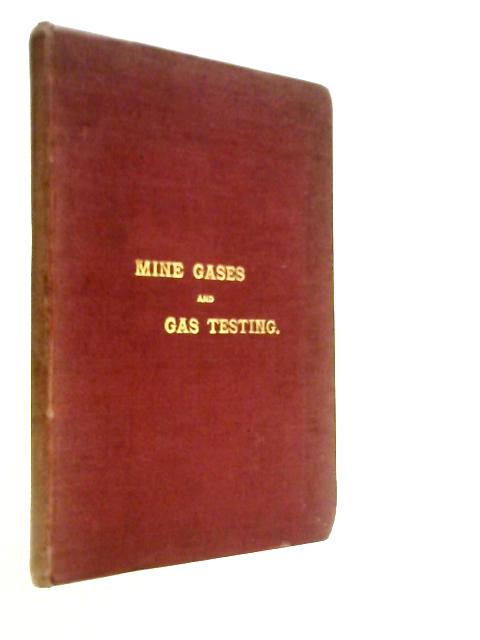 MINE GASES
AND
GAS TESTING.